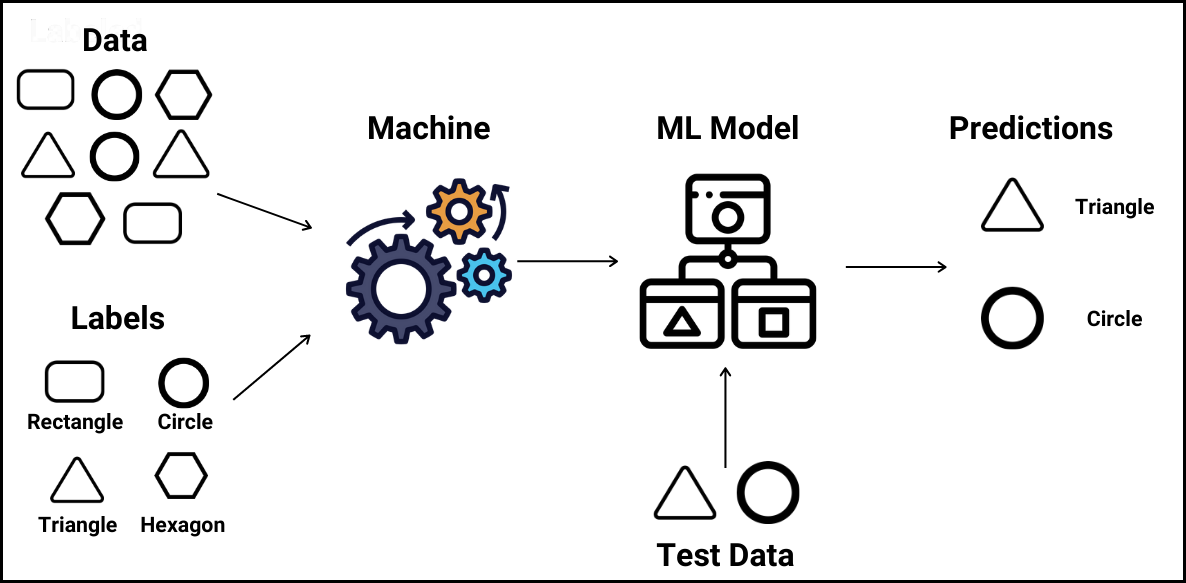 Data
Machine
ML Model
Predictions
Triangle
Labels
Circle
Rectangle
Circle
Triangle
Hexagon
Test Data